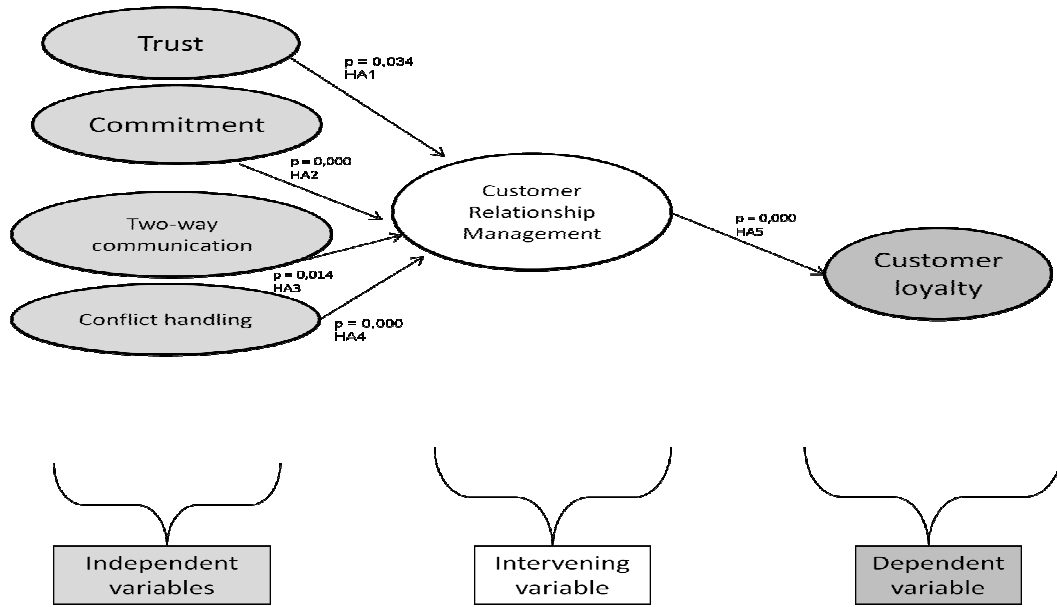 Trust
p = 0,034
HA1
Commitment
p = 0,000
HA2
Two-way
communication
p = 0,014
HA3
Conflict handling
p = 0,000
HA4
Customer
Relationship
Management
p = 0,000
HA5
Customer
loyalty
Independent
variables
Intervening
variable
Dependent
variable